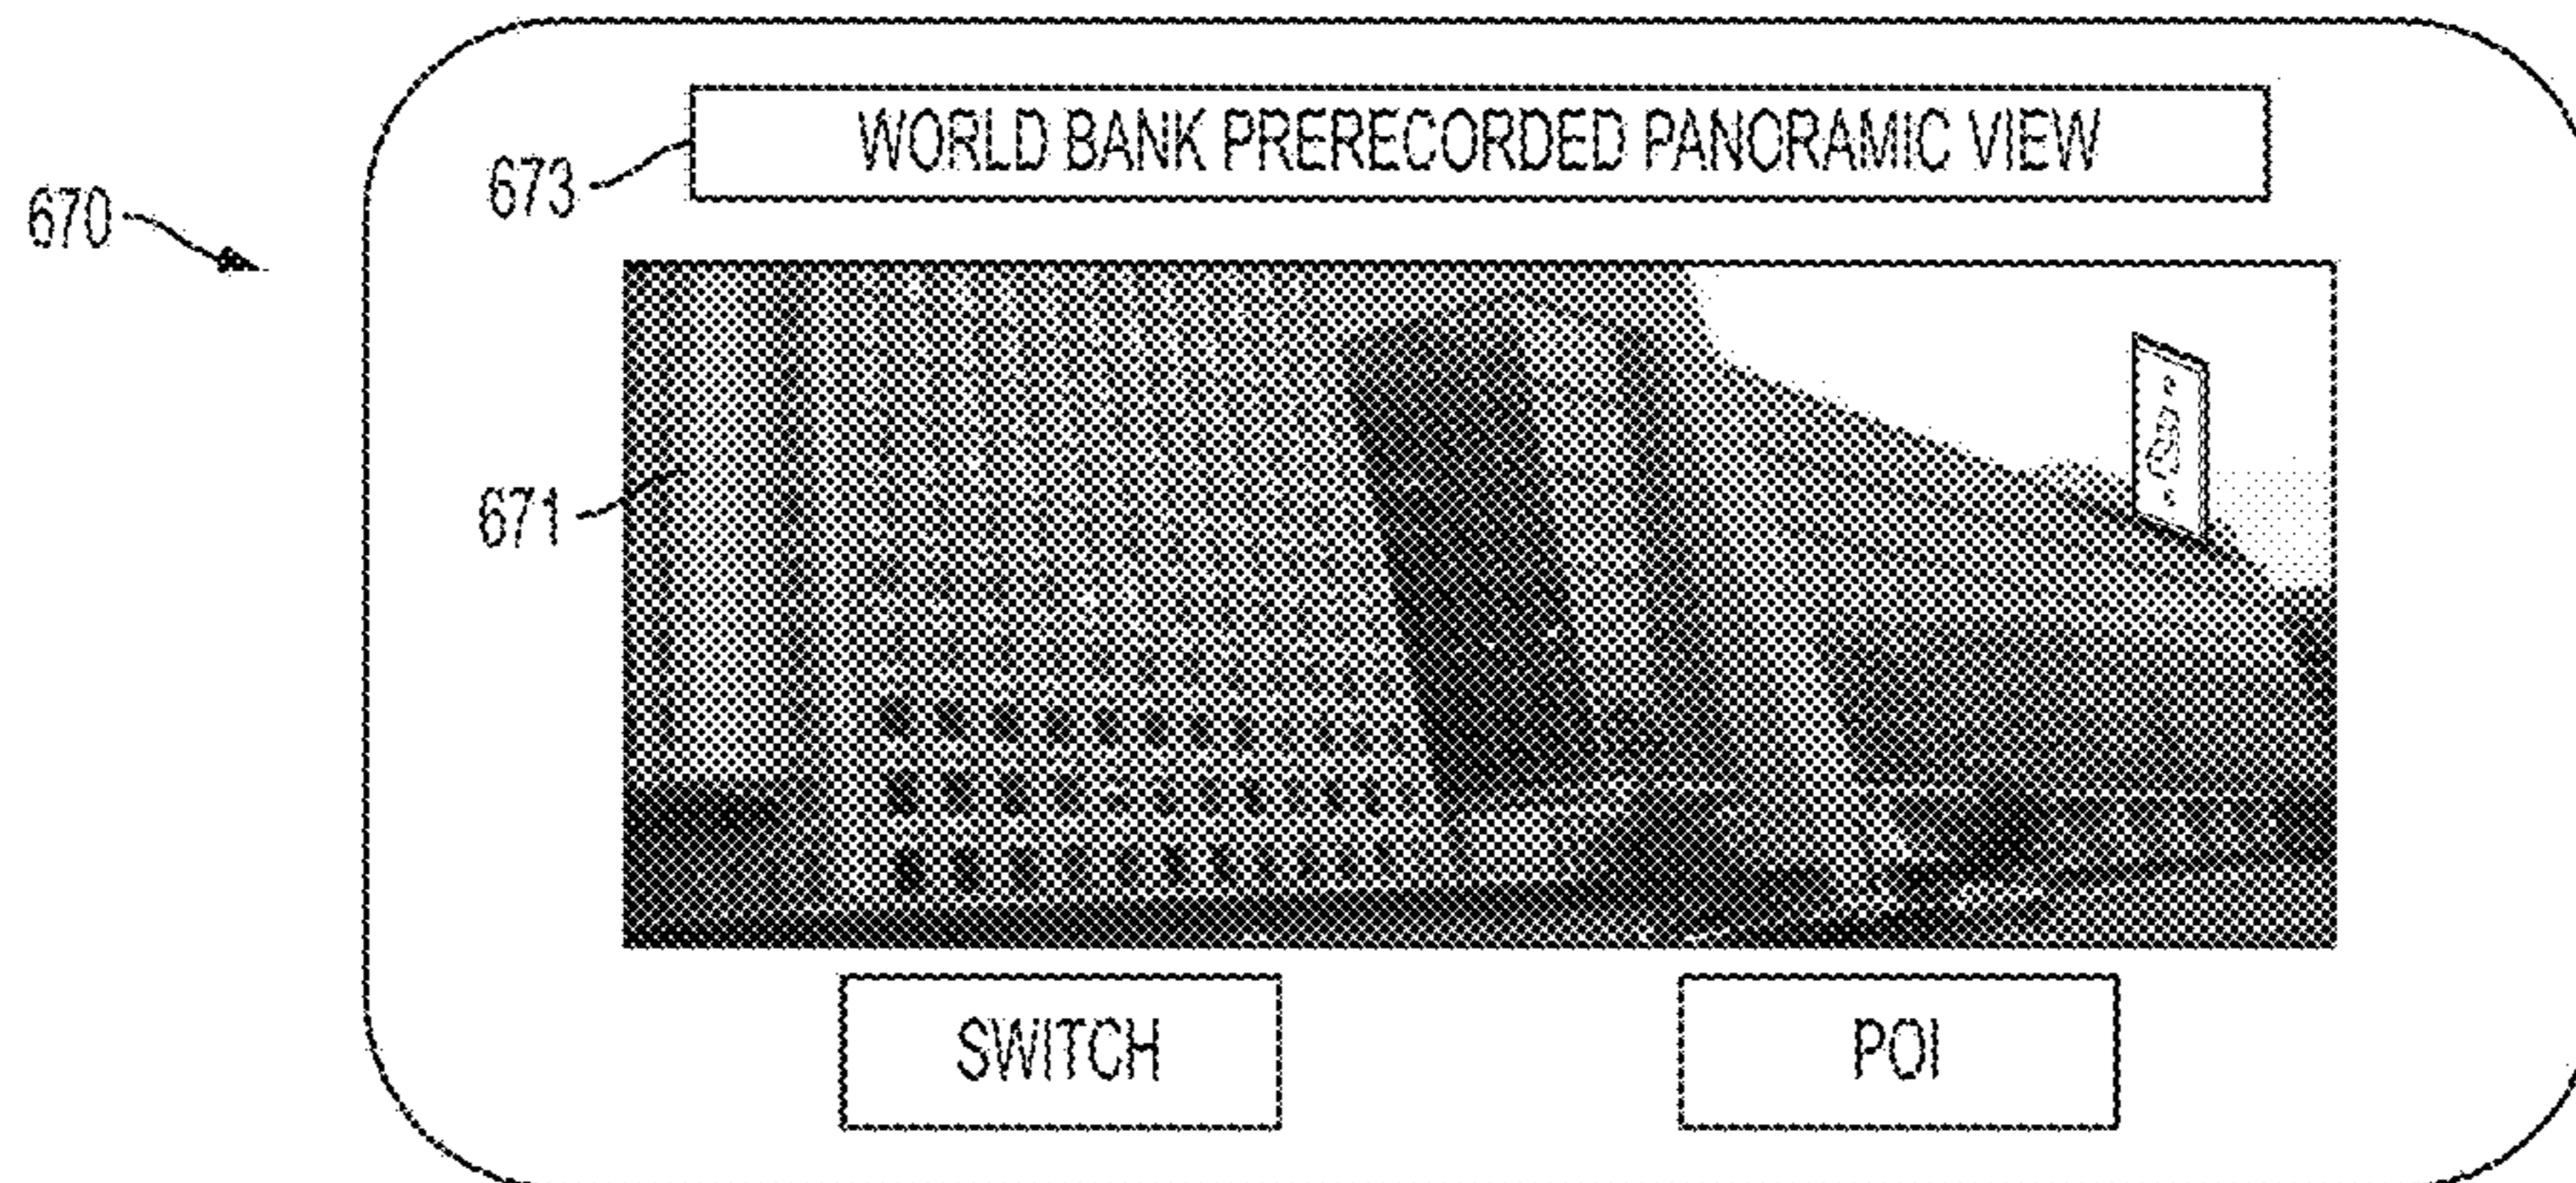 WORLD BANK PRERECORDED PANORAMIC VIEW
673
670
671
SWITCH
POI